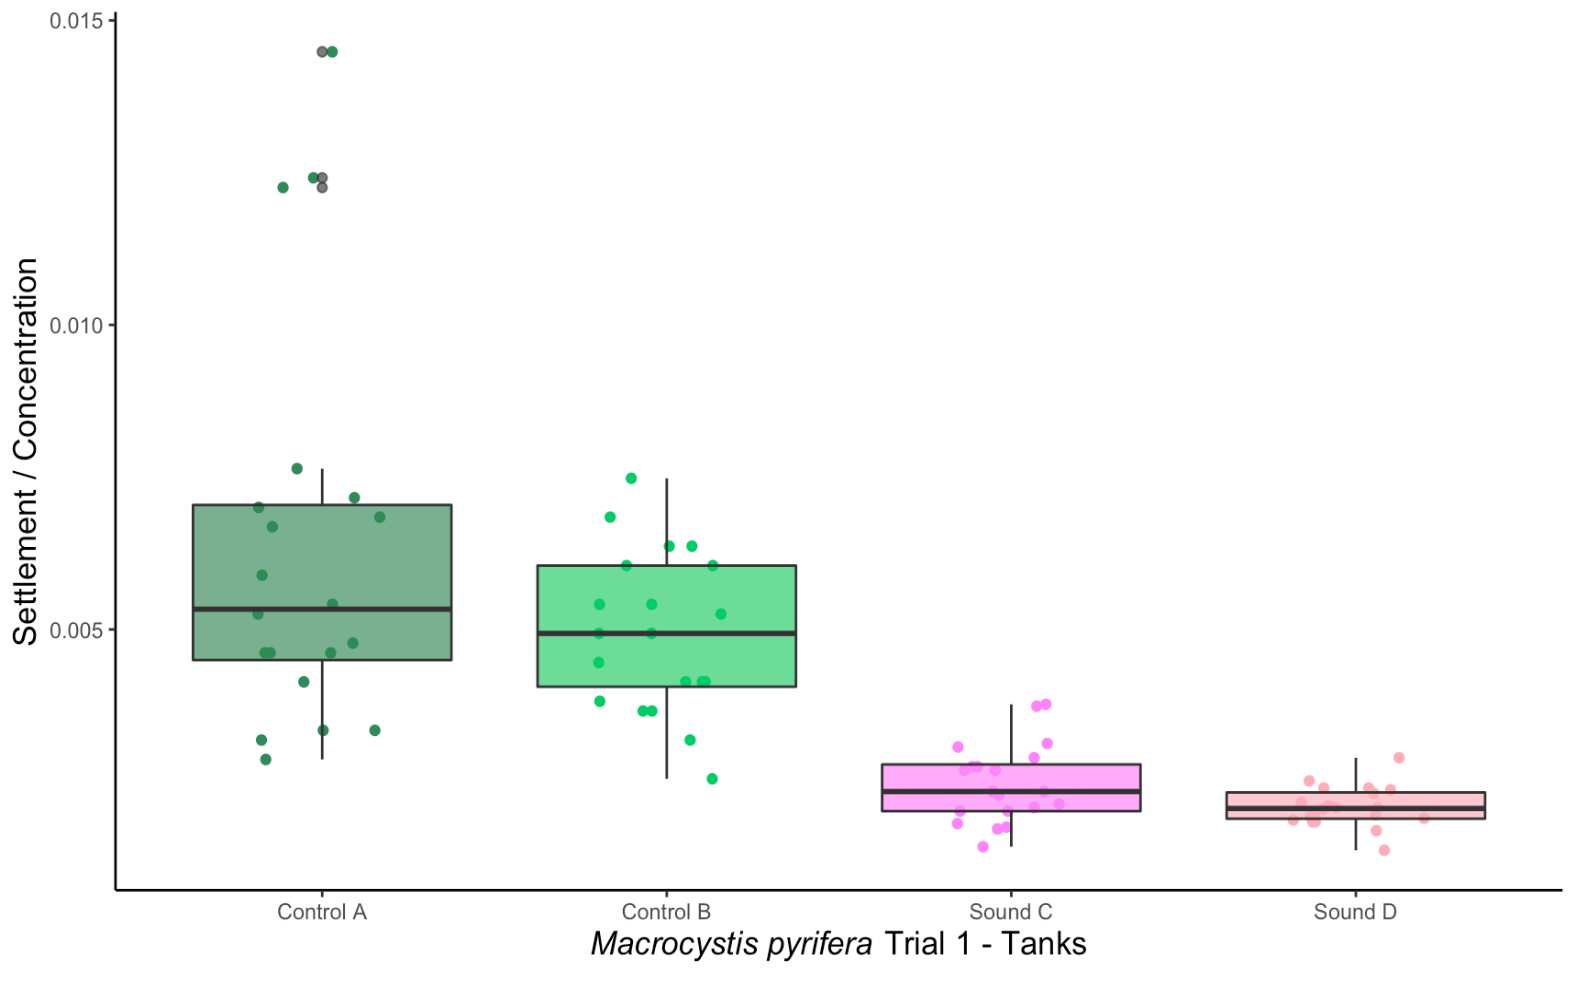 0.015
0.010
0.005
Settlement / Concentration
Control A
Control B
Sound C
Sound D
Macrocystis pyrifera Trial 1 - Tanks